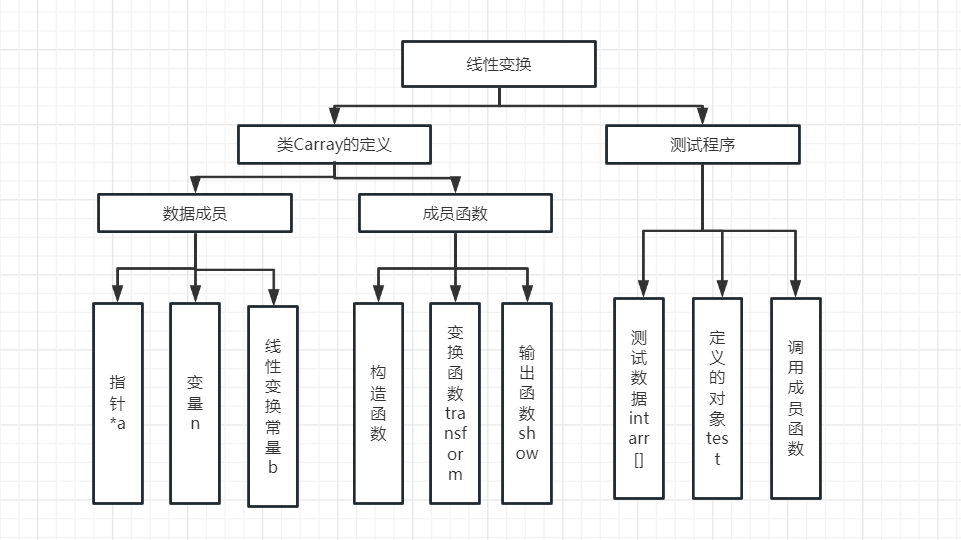 线性变换
类Carray的定义
测试程序
数据成员
成员函数
指
针
*a
变
量
n
线
性
变
换
常
量
b
构
造
函
数
变
换
函
数
tra
nsf
or
m
输
出
函
数
sh
ow
测
试
数
据
int
arr
[]
定
义
的
对
象
tes
t
调
用
成
员
函
数